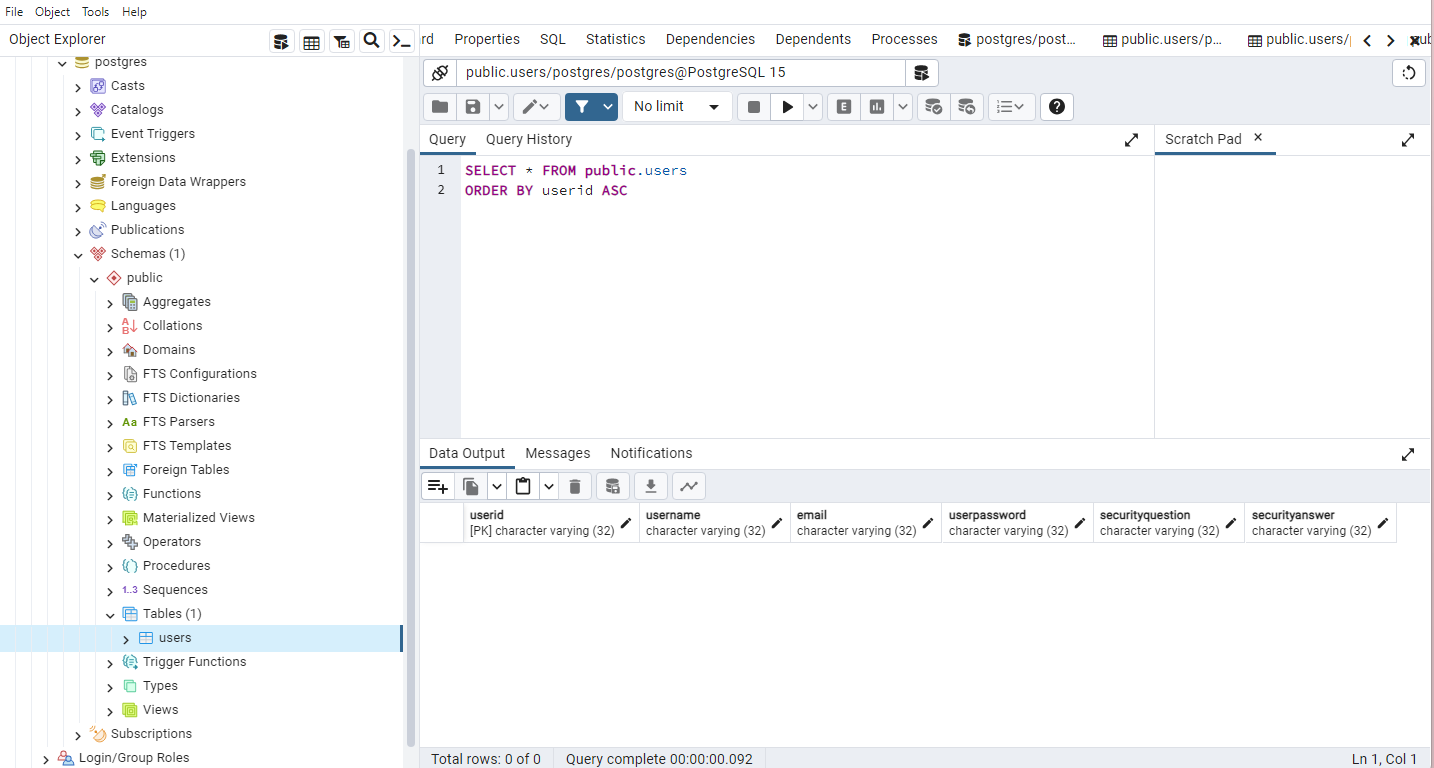 File Object Tools Help
Object Explorer
postgres
Casts
Catalogs
Event Triggers
Extensions
Foreign Data Wrappers
Languages
Publications
Schemas (1)
public
Aggregates
Collations
Domains
FTS Configurations
FTS Dictionaries
Aa FTS Parsers
FTS Templates
Foreign Tables
Functions
Materialized Views
Operators
Procedures
1..3 Sequences
Tables (1)
users
Trigger Functions
Types
Views
Subscriptions
Login/Group Roles
rd Properties SQL Statistics Dependencies Dependents Processes postgres/post... public.users/p... public.users/
public.users/postgres/postgres@PostgreSQL 15
No limit E
Query Query History Scratch Pad
1 SELECT * FROM public.users
2 ORDER BY userid ASC
Data Output Messages Notifications
userid username email userpassword securityquestion securityanswer
[PK] character varying (32) character varying (32) character varying (32) character varying (32) character varying (32) character varying (32)
Total rows: 0 of 0 Query complete 00:00:00.092 Ln 1, Col 1